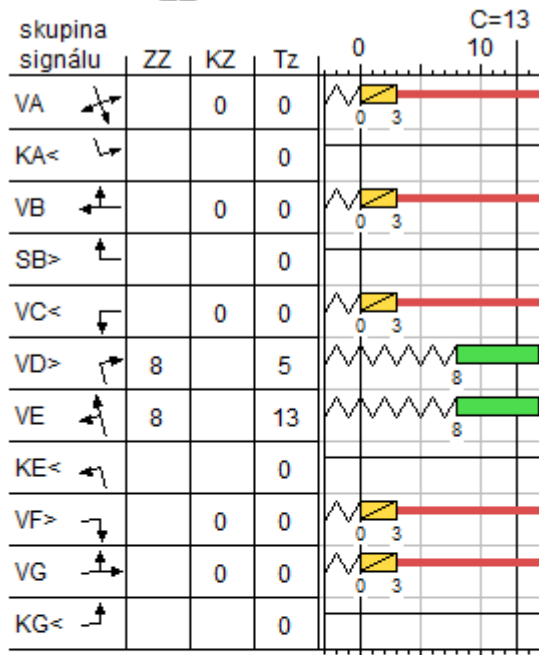 C=13
skupina
signálu ZZ KZ Tz 0 10
VA 0 0
0 3
KA< 0
VB 0 0
0 3
SB> 0
VC< 0 0
0 3
VD> 8 5
8
VE 8 13
8
KE< 0
VF> 0 0
0 3
VG 0 0
0 3
KG< 0